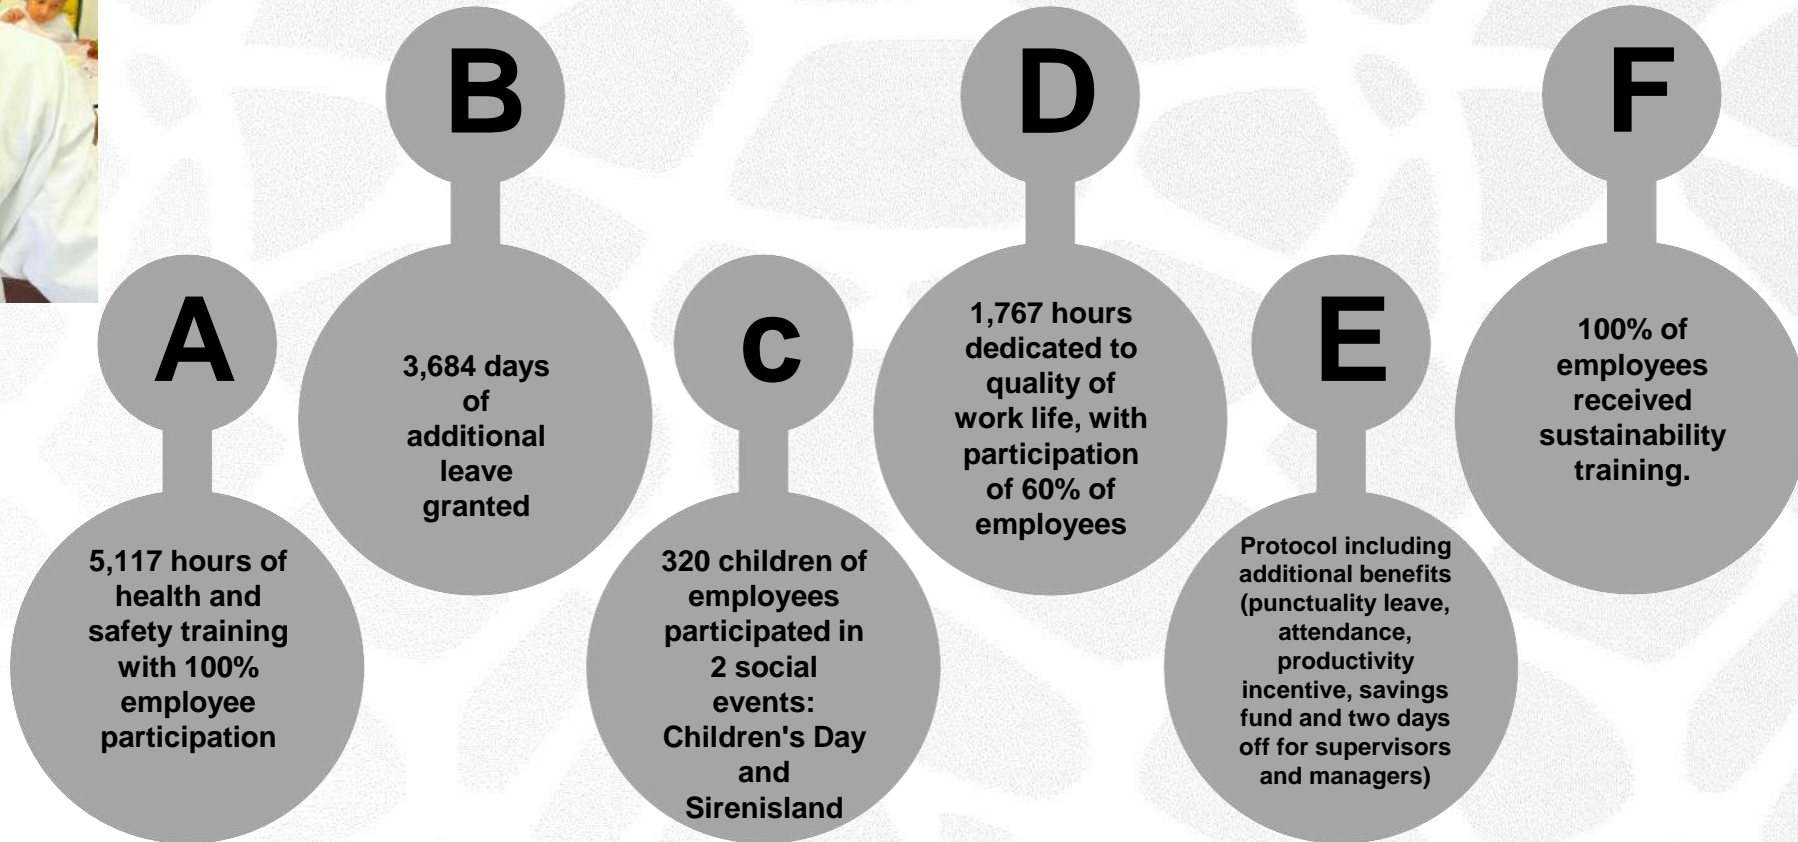 A
5,117 hours of
health and
safety training
with 100%
employee
participation
B
3,684 days
of
additional
leave
granted
c
320 children of
employees
participated in
2 social
events:
Children's Day
and
Sirenisland
D
1,767 hours
dedicated to
quality of
work life, with
participation
of 60% of
employees
E
Protocol including
additional benefits
(punctuality leave,
attendance,
productivity
incentive, savings
fund and two days
off for supervisors
and managers)
F
100% of
employees
received
sustainability
training.